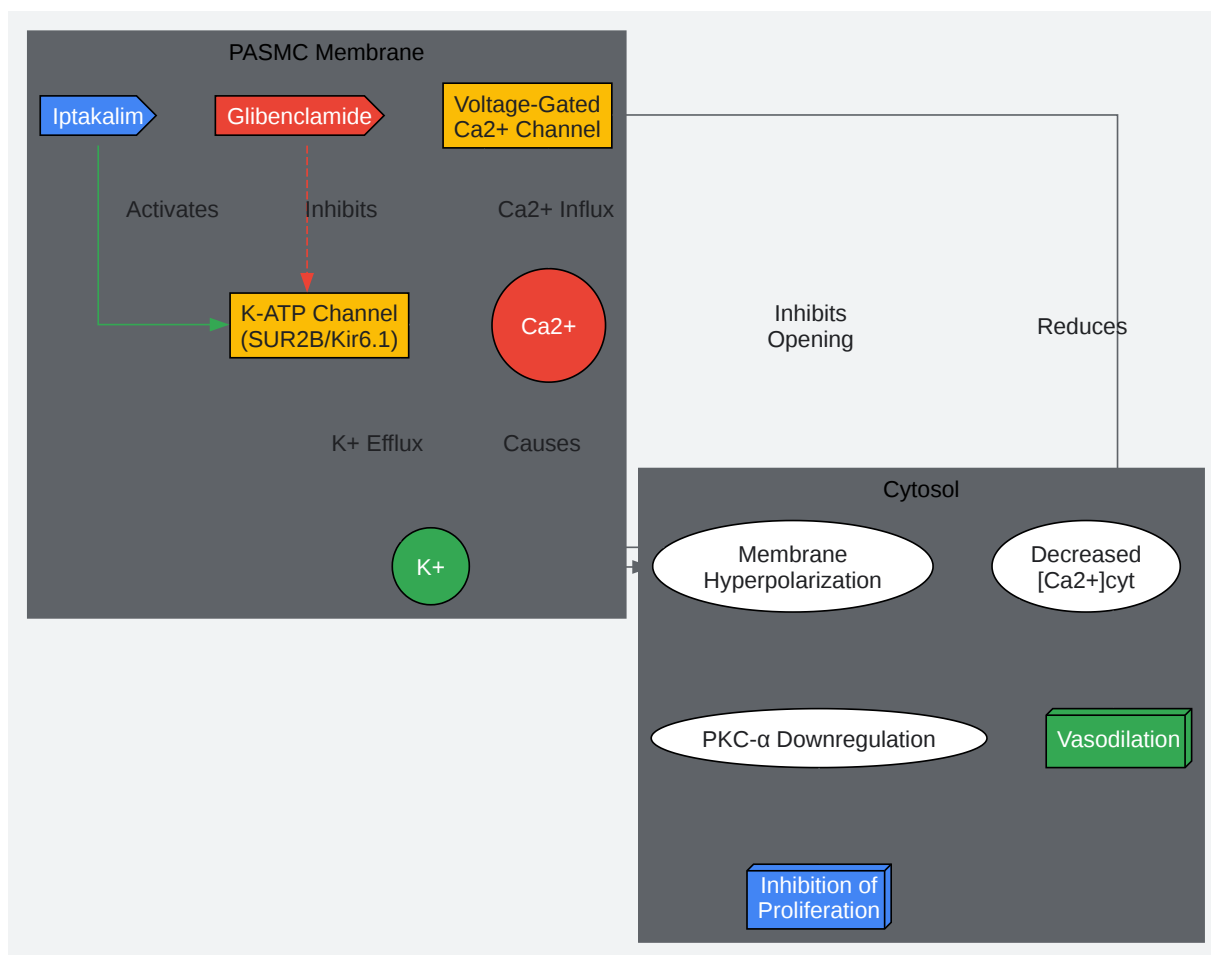 PASMC Membrane
Iptakalim
Glibenclamide
Voltage-Gated
Ca2+ Channel
Activates
Inhibits
Ca2+ Influx
K-ATP Channel
(SUR2B/Kir6.1)
Ca2+
Inhibits
Opening
Reduces
K+ Efflux
Causes
Cytosol
K+
Membrane
Hyperpolarization
Decreased
[Ca2+]cyt
PKC-α Downregulation
Vasodilation
Inhibition of
Proliferation